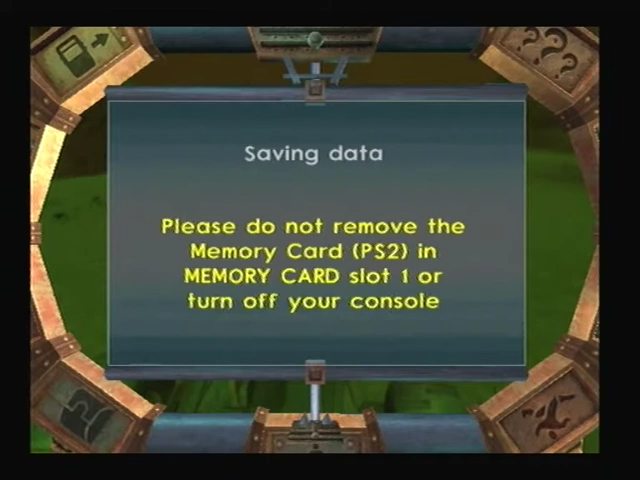 ???
Saving data
Please do not remove the
Memory Card (PS2) in
MEMORY CARD slot 1 or
turn off your console